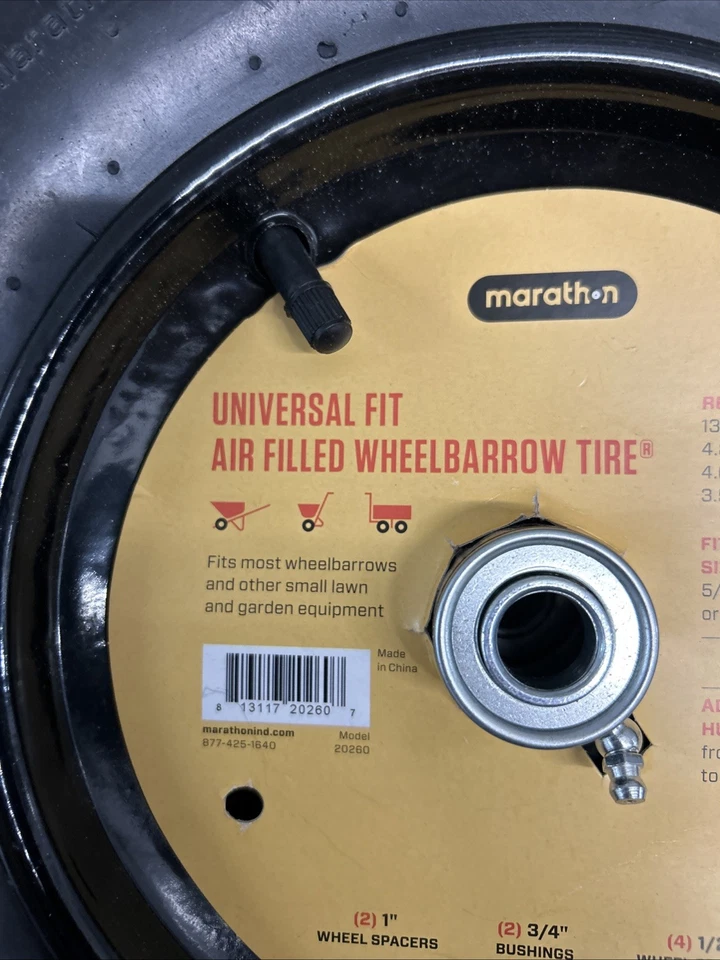 marathon
UNIVERSAL FIT
AIR FILLED WHEELBARROW TIRE®
Fits most wheelbarrows
and other small lawn
and garden equipment
Made
in China
8 13117 20260 7
marathonind.com
877-425-1640
Model
20260
(2) 1"
WHEEL SPACERS
(2) 3/4"
BUSHINGS
(4)